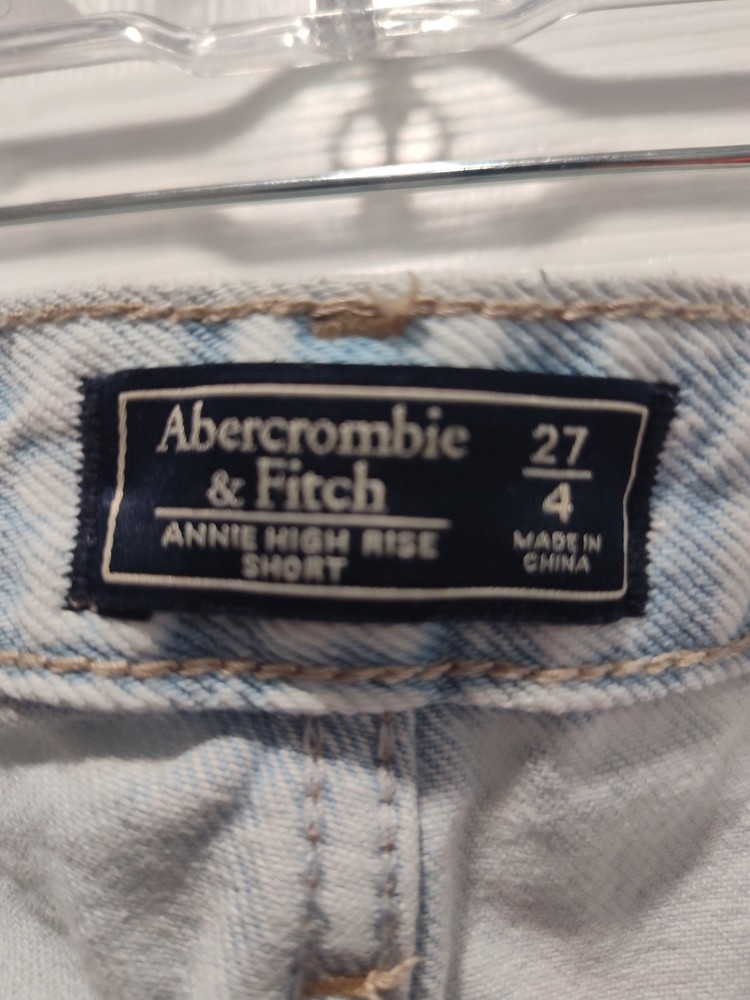 Abercrombie
& Fitch
ANNIE HIGH RISE
SHORT
27
4
MADE IN
CHINA